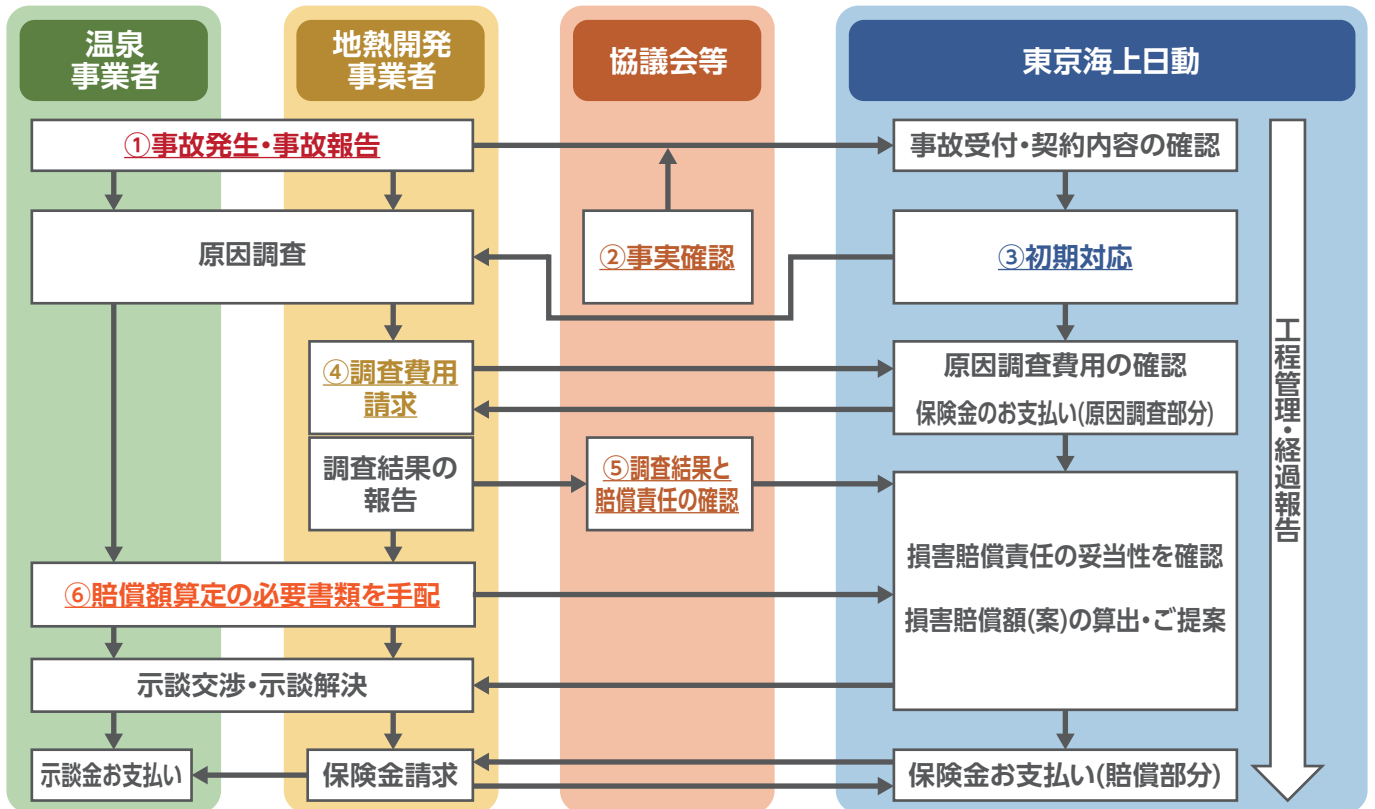 温泉
事業者
地熱開発
事業者
協議会等
東京海上日動
①事故発生・事故報告
事故受付・契約内容の確認
原因調査
②事実確認
③初期対応
④調査費用
請求
原因調査費用の確認
保険金のお支払い(原因調査部分)
調査結果の
報告
⑤調査結果と
賠償責任の確認
損害賠償責任の妥当性を確認
損害賠償額(案)の算出・ご提案
⑥賠償額算定の必要書類を手配
示談交渉・示談解決
示談金お支払い
保険金請求
保険金お支払い(賠償部分)
工程管理・経過報告